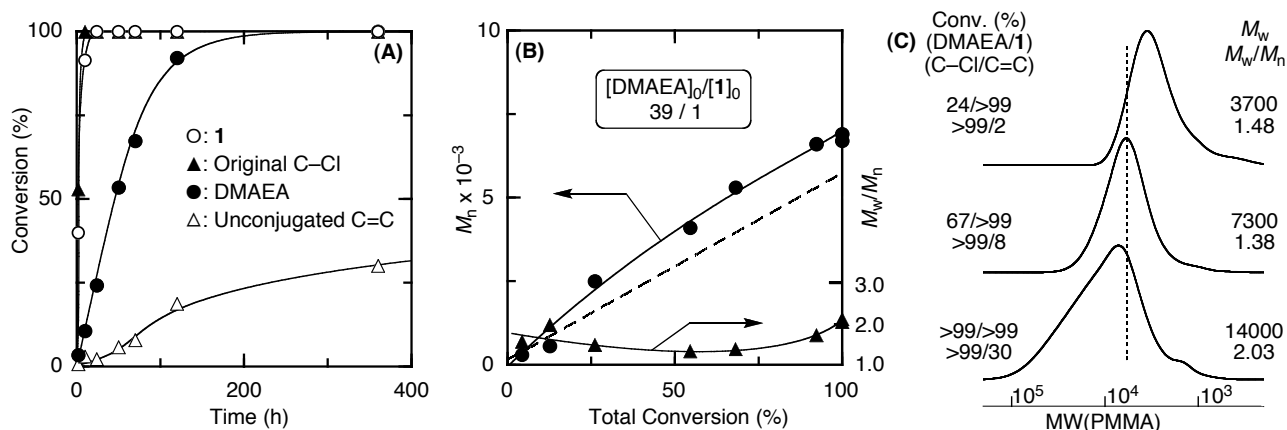 100
50
0
Conversion (%)
0
200
400
Time (h)
(A)
1
Original C–Cl
DMAEA
Unconjugated C=C
(B)
10
5
0
Mn x 10−3
[DMAEA]0/[1]0
39 / 1
3.0
2.0
1.0
Mw/Mn
0
50
100
Total Conversion (%)
(C)
Conv. (%)
(DMAEA/1)
(C–Cl/C=C)
Mw
Mw/Mn
24/>99
>99/2
3700
1.48
67/>99
>99/8
7300
1.38
>99/>99
>99/30
14000
2.03
105
104
103
MW(PMMA)